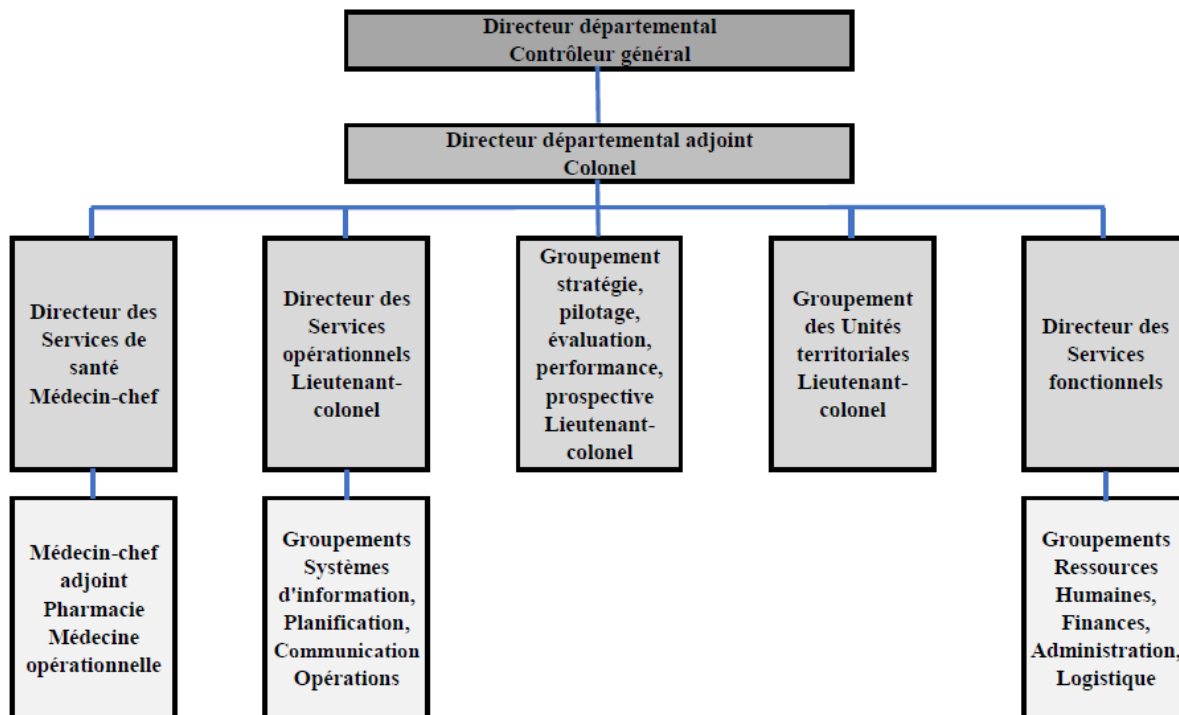 Directeur départemental
Contrôleur général
Directeur départemental adjoint
Colonel
Directeur des
Services de
santé
Médecin-chef
Directeur des
Services
opérationnels
Lieutenant-
colonel
Groupement
stratégie,
pilotage,
évaluation,
performance,
prospective
Lieutenant-
colonel
Groupement
des Unités
territoriales
Lieutenant-
colonel
Directeur des
Services
fonctionnels
Médecin-chef
adjoint
Pharmacie
Médecine
opérationnelle
Groupements
Systèmes
d'information,
Planification,
Communication
Opérations
Groupements
Ressources
Humaines,
Finances,
Administration,
Logistique